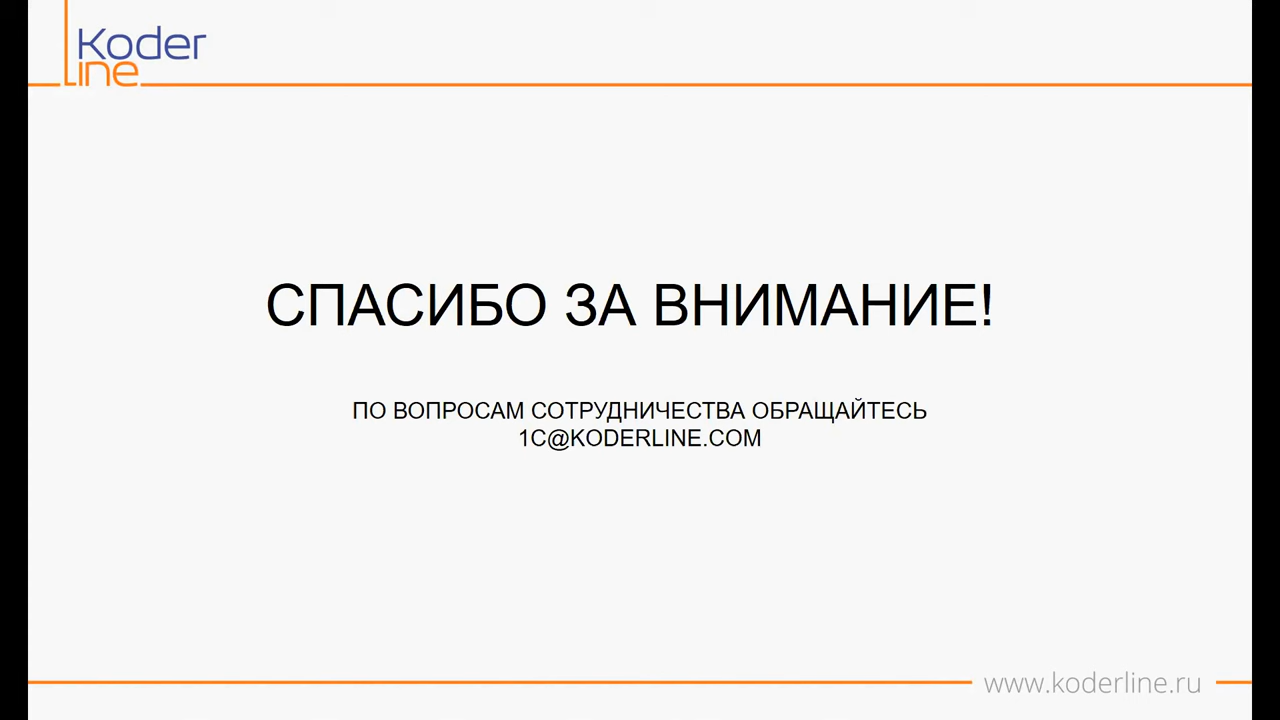 Koder
Line
СПАСИБО ЗА ВНИМАНИЕ!
ПО ВОПРОСАМ СОТРУДНИЧЕСТВА ОБРАЩАЙТЕСЬ
1C@KODERLINE.COM
www.koderline.ru